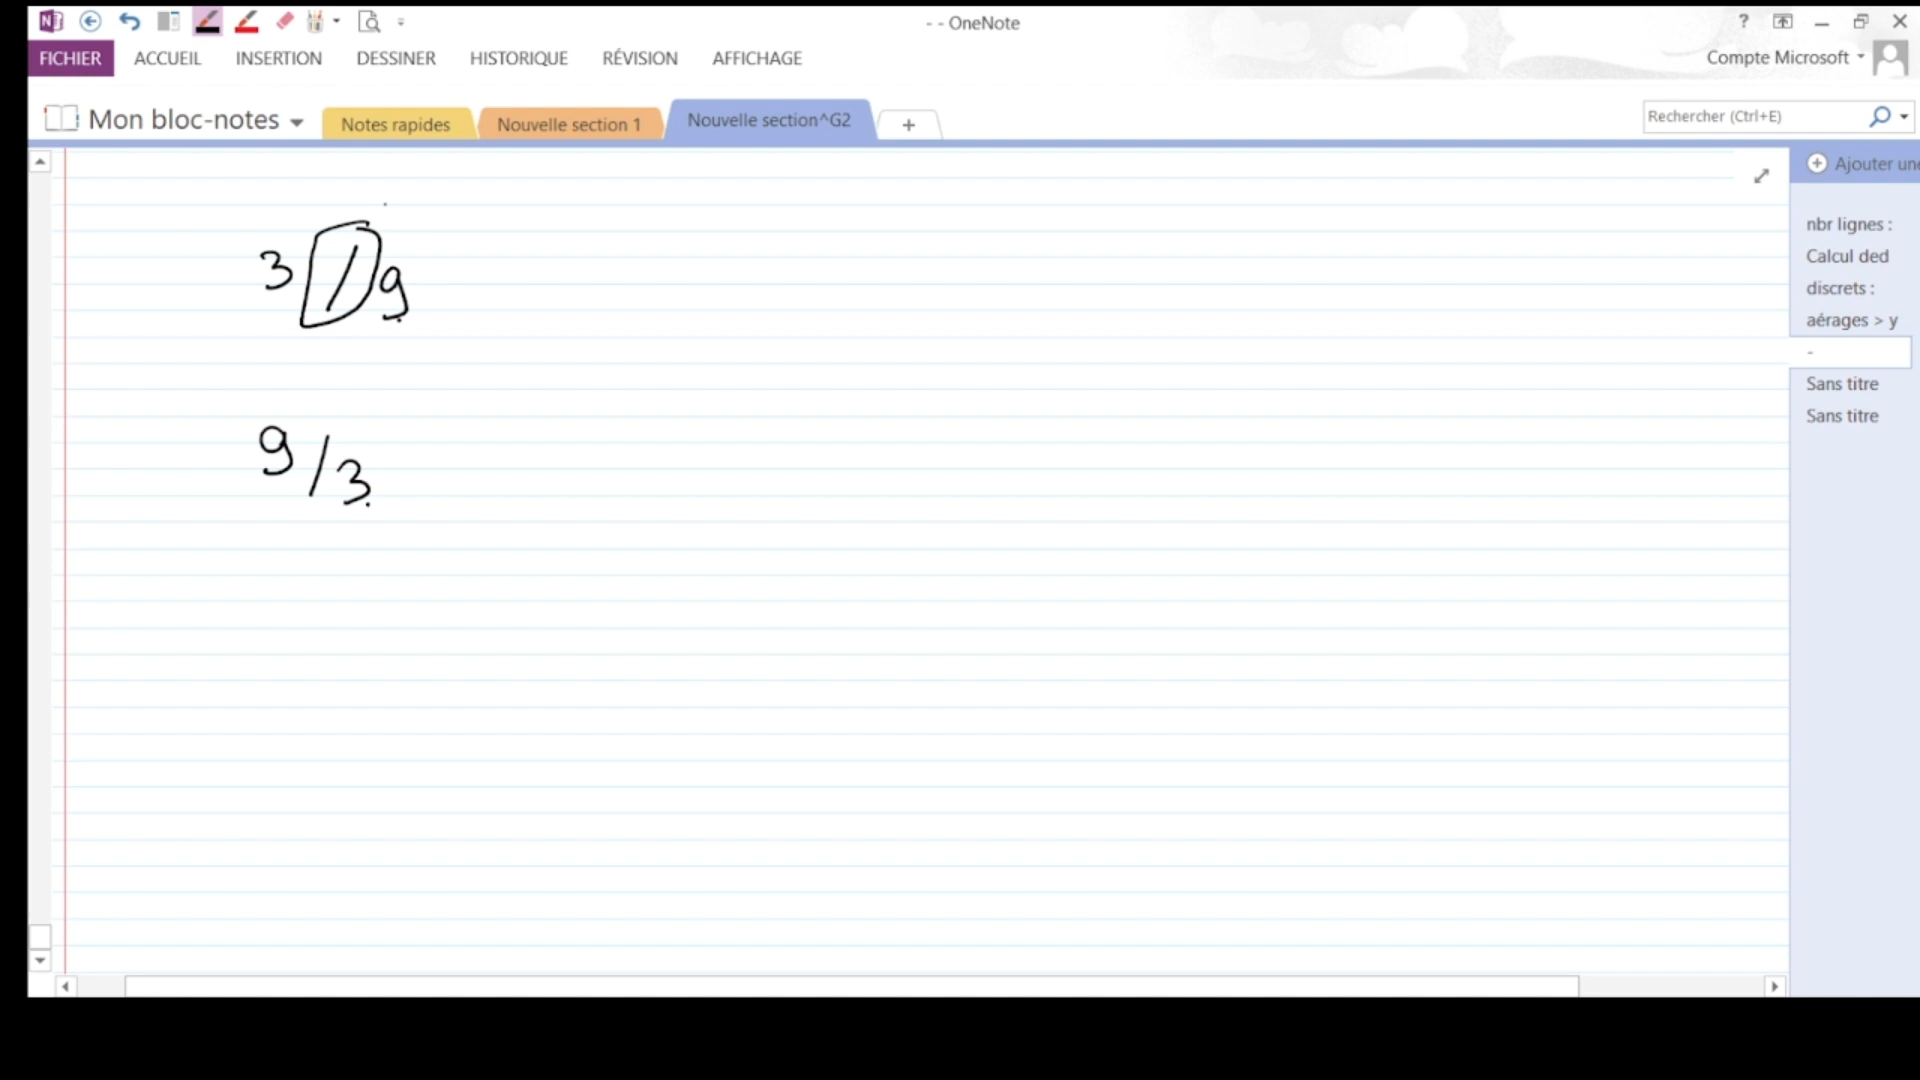 - - OneNote
?
FICHIER ACCUEIL INSERTION DESSINER HISTORIQUE RÉVISION AFFICHAGE Compte Microsoft
Mon bloc-notes Notes rapides Nouvelle section 1 Nouvelle section^G2 + Rechercher (Ctrl+E)
Ajouter une
nbr lignes :
Calcul ded
discrets :
aérages > y
-
Sans titre
Sans titre
3 / 9
9 / 3